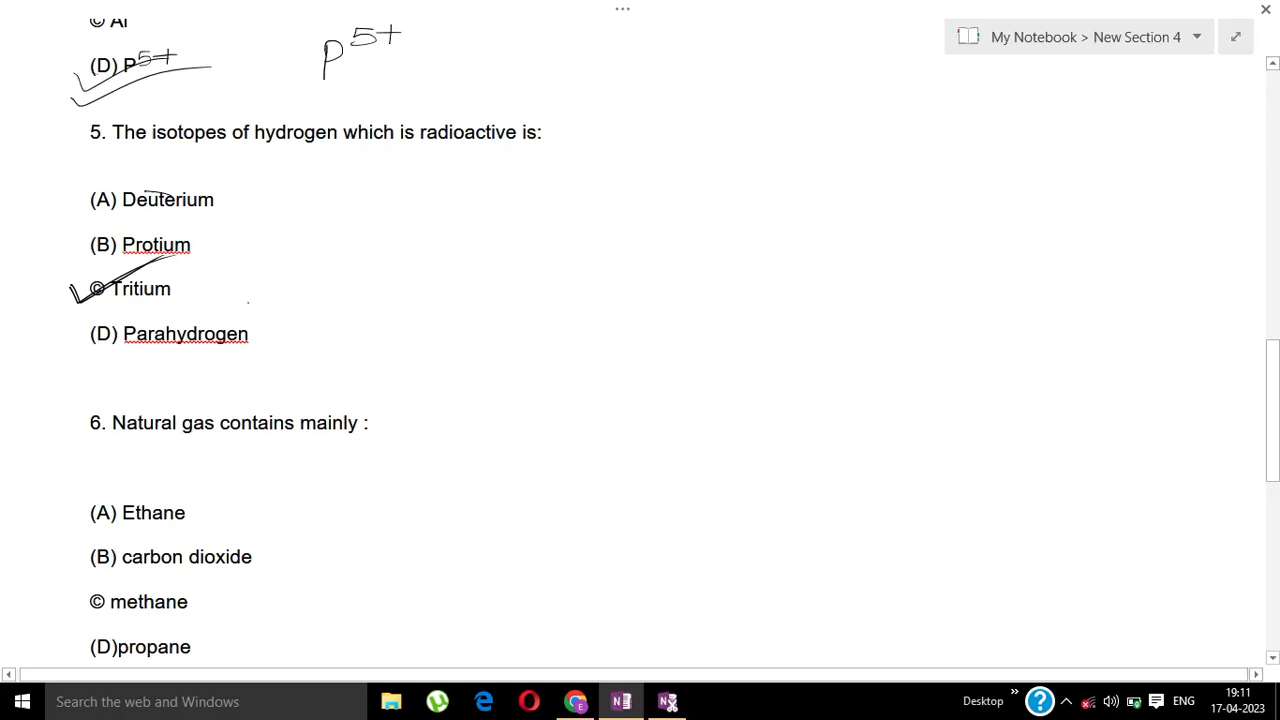 © Al
(D) P5+
P5+
My Notebook > New Section 4
5. The isotopes of hydrogen which is radioactive is:
(A) Deuterium
(B) Protium
© Tritium
(D) Parahydrogen
6. Natural gas contains mainly :
(A) Ethane
(B) carbon dioxide
© methane
(D)propane
Search the web and Windows
Desktop
ENG
19:11
17-04-2023